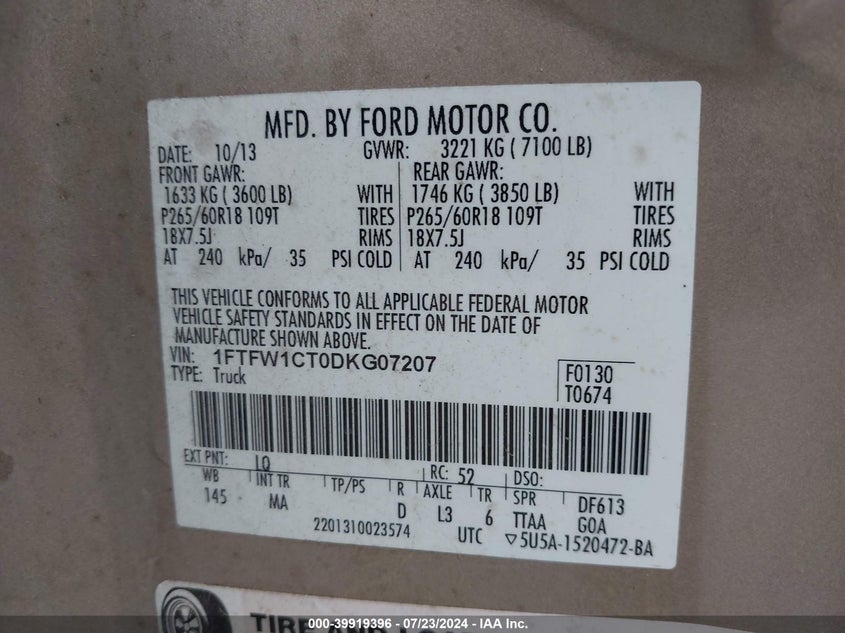 MFD. BY FORD MOTOR CO.
DATE: 10/13 GVWR: 3221 KG ( 7100 LB)
FRONT GAWR: REAR GAWR:
1633 KG ( 3600 LB) WITH 1746 KG ( 3850 LB) WITH
P265/60R18 109T TIRES P265/60R18 109T TIRES
18X7.5J RIMS 18X7.5J RIMS
AT 240 kPa/ 35 PSI COLD AT 240 kPa/ 35 PSI COLD
THIS VEHICLE CONFORMS TO ALL APPLICABLE FEDERAL MOTOR
VEHICLE SAFETY STANDARDS IN EFFECT ON THE DATE OF
MANUFACTURE SHOWN ABOVE.
VIN: 1FTFW1CT0DKG07207
TYPE: Truck
F0130
T0674
EXT PNT: LQ RC: 52 DSO:
WB INT TR TP/PS R AXLE TR SPR DF613
145 MA D L3 6 TTAA GOA
2201310023574 UTC ▽5U5A-1520472-BA
TIRE AND
000-39919396 - 07/23/2024 - IAA Inc.